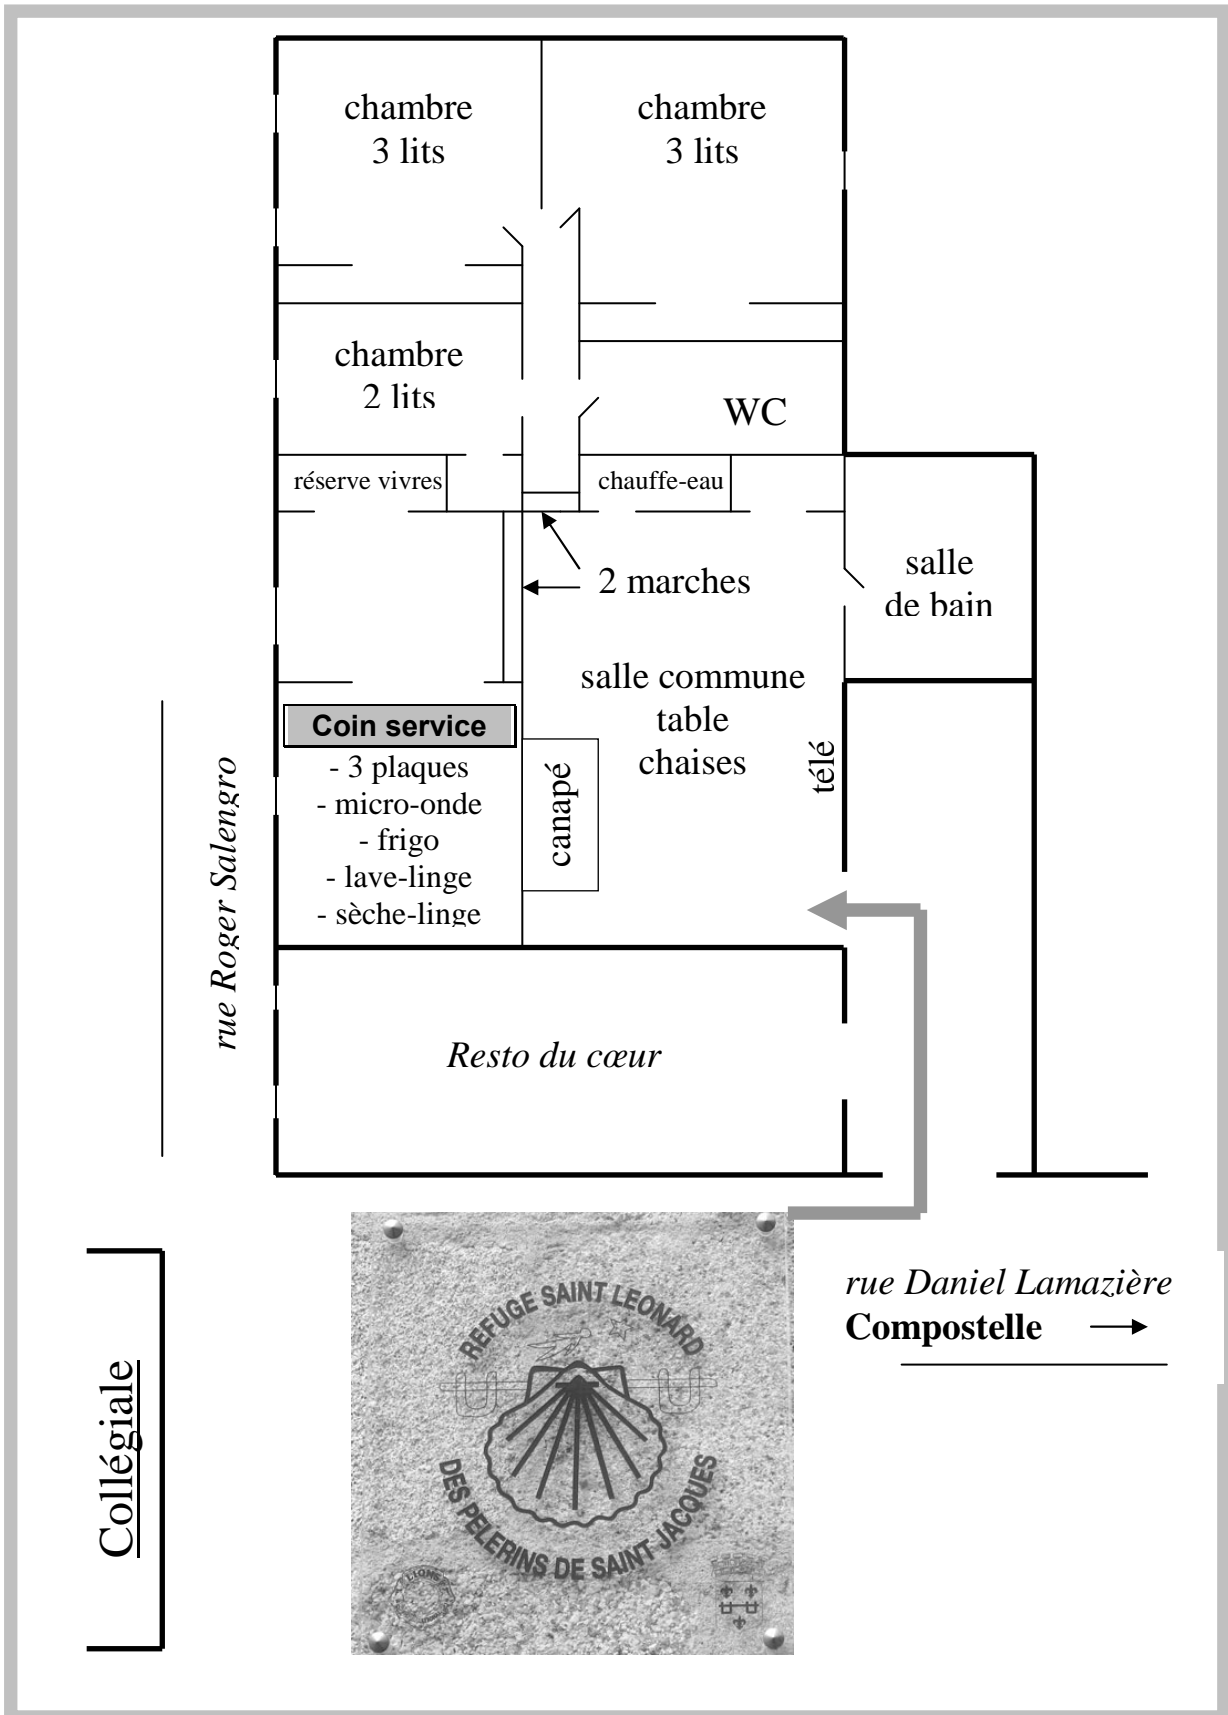 chambre
3 lits
chambre
3 lits
chambre
2 lits
WC
réserve vivres
chauffe-eau
2 marches
salle
de bain
salle commune
table
chaises
télé
canapé
Coin service
- 3 plaques
- micro-onde
- frigo
- lave-linge
- sèche-linge
rue Roger Salengro
Resto du cœur
rue Daniel Lamazière
Compostelle
Collégiale
REFUGE SAINT LEONARD
DES PELERINS DE SAINT JACQUES
LIONS